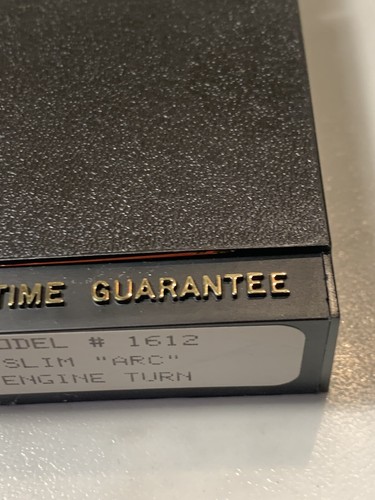 TIME GUARANTEE
ODEL # 1612
SLIM "ARC"
ENGINE TURN